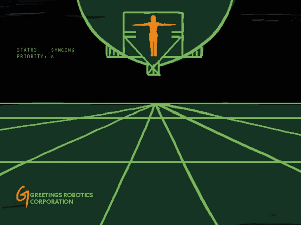 STATUS: SYNCING
PRIORITY: A
GREETINGS ROBOTICS
CORPORATION